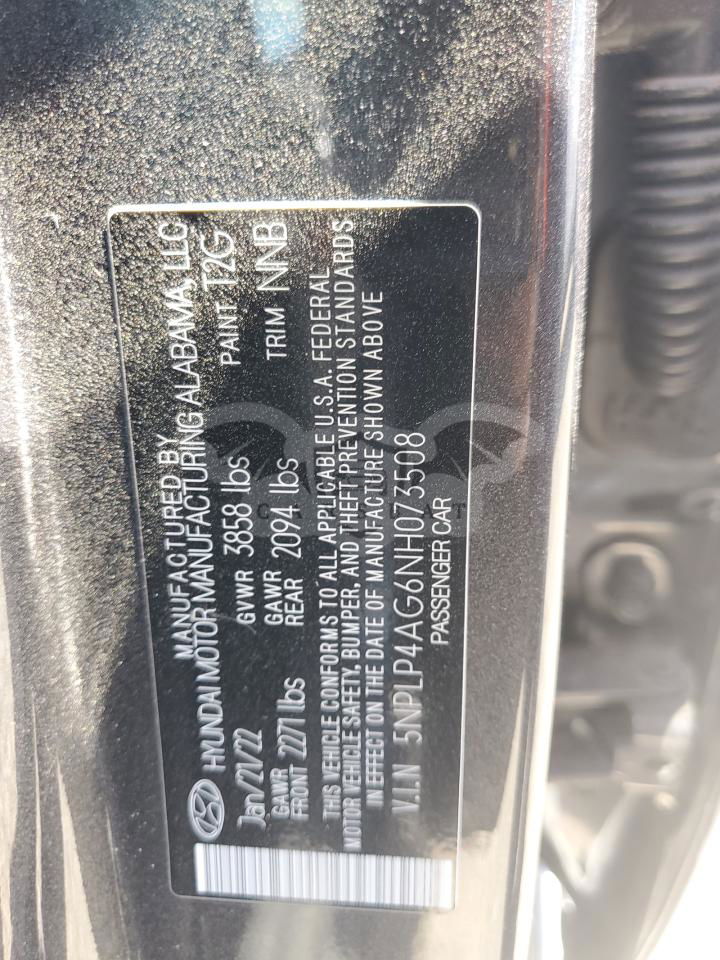 MANUFACTURED BY
HYUNDAI MOTOR MANUFACTURING ALABAMA, LLC
Jan/21/22 GVWR 3858 lbs PAINT T2G
GAWR FRONT 2271 lbs GAWR REAR 2094 lbs TRIM NNB
THIS VEHICLE CONFORMS TO ALL APPLICABLE U.S.A. FEDERAL
MOTOR VEHICLE SAFETY, BUMPER, AND THEFT PREVENTION STANDARDS
IN EFFECT ON THE DATE OF MANUFACTURE SHOWN ABOVE
V.I.N 5NPLP4AG6NH073508
PASSENGER CAR